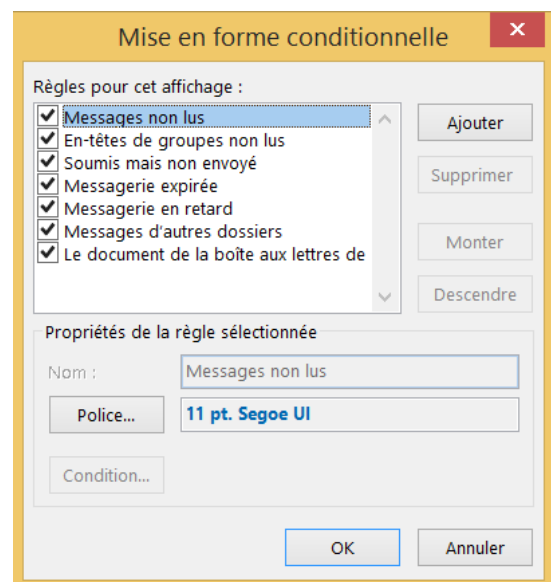 Mise en forme conditionnelle
Règles pour cet affichage :
Messages non lus
En-têtes de groupes non lus
Soumis mais non envoyé
Messagerie expirée
Messagerie en retard
Messages d'autres dossiers
Le document de la boîte aux lettres de
Ajouter
Supprimer
Monter
Descendre
Propriétés de la règle sélectionnée
Nom :
Messages non lus
Police...
11 pt. Segoe UI
Condition...
OK
Annuler